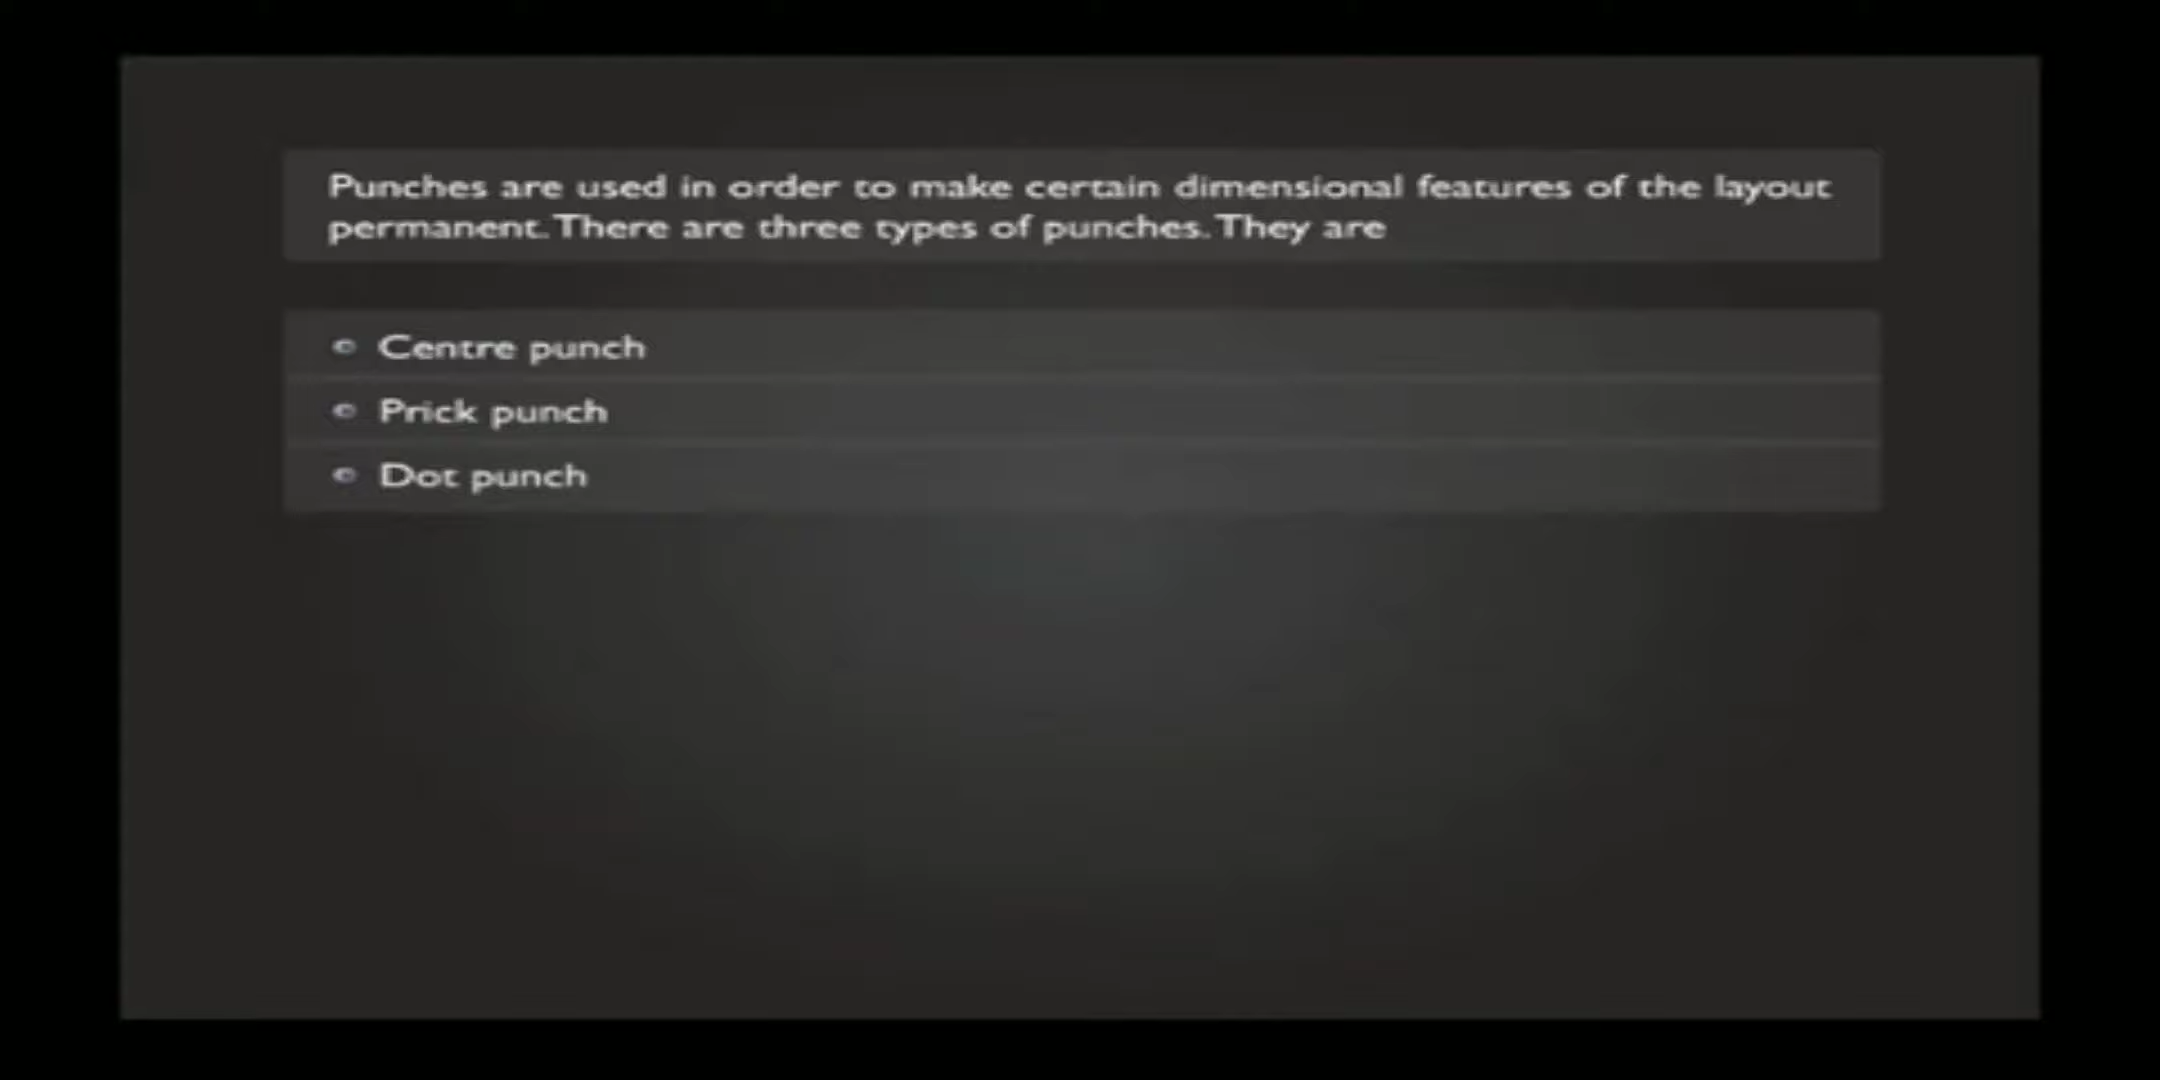 Punches are used in order to make certain dimensional features of the layout
permanent. There are three types of punches. They are
Centre punch
Prick punch
Dot punch